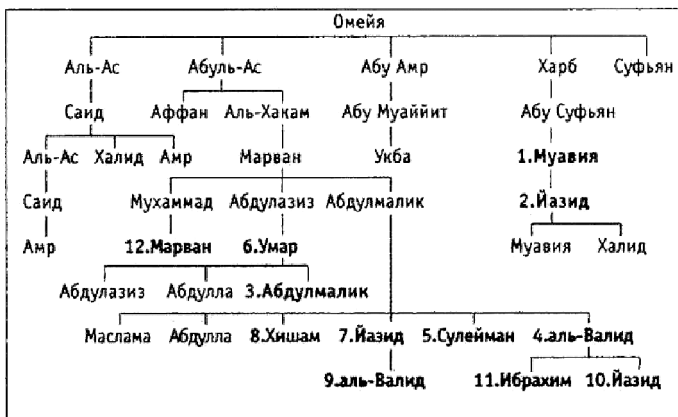 Омейя
Аль-Ас Абуль-Ас Абу Амр Харб Суфьян
Саид Аффан Аль-Хакам Абу Муаййит Абу Суфьян
Аль-Ас Халид Амр Марван Укба 1.Муавия
Саид Мухаммад Абдулазиз Абдулмалик 2.Йазид
Амр 12.Марван 6.Умар Муавия Халид
Абдулазиз Абдулла 3.Абдулмалик
Маслама Абдулла 8.Хишам 7.Йазид 5.Сулейман 4.аль-Валид
9.аль-Валид 11.Ибрахим 10.Йазид